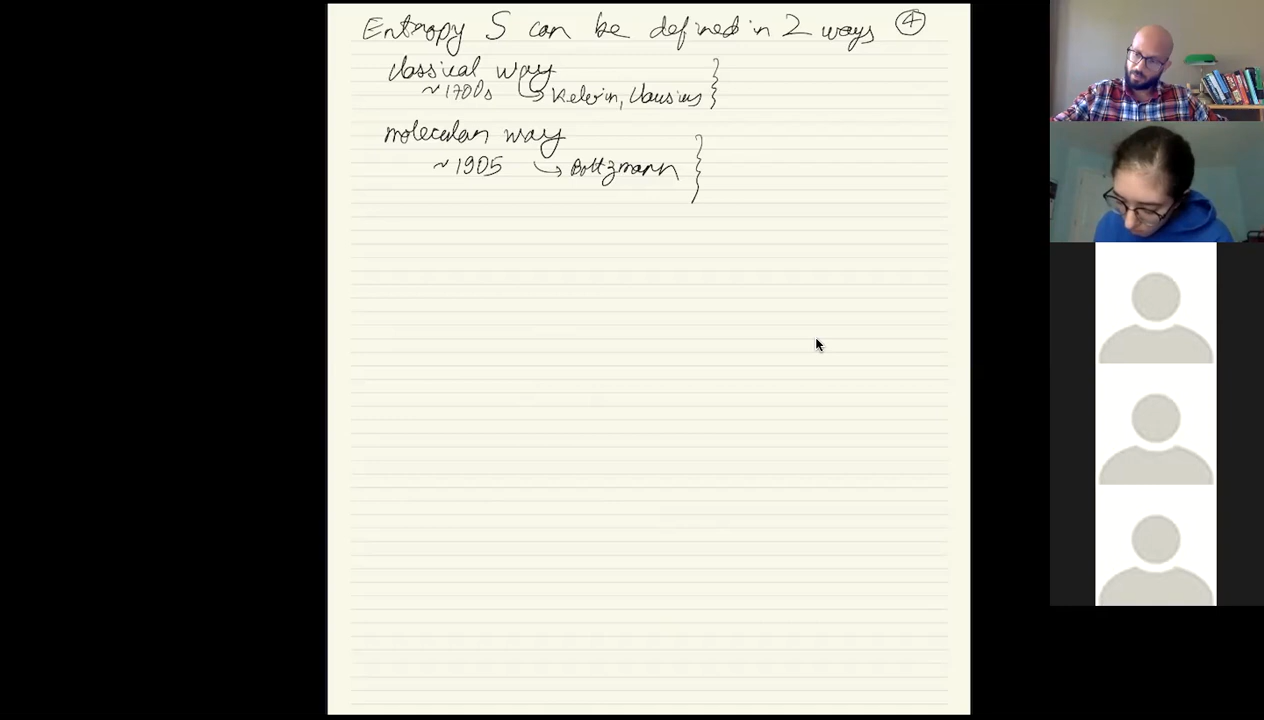 Entropy S can be defined in 2 ways ④
classical way
~1700s ↳ Kelvin, Clausius
molecular way
~1905 ↳ Boltzmann